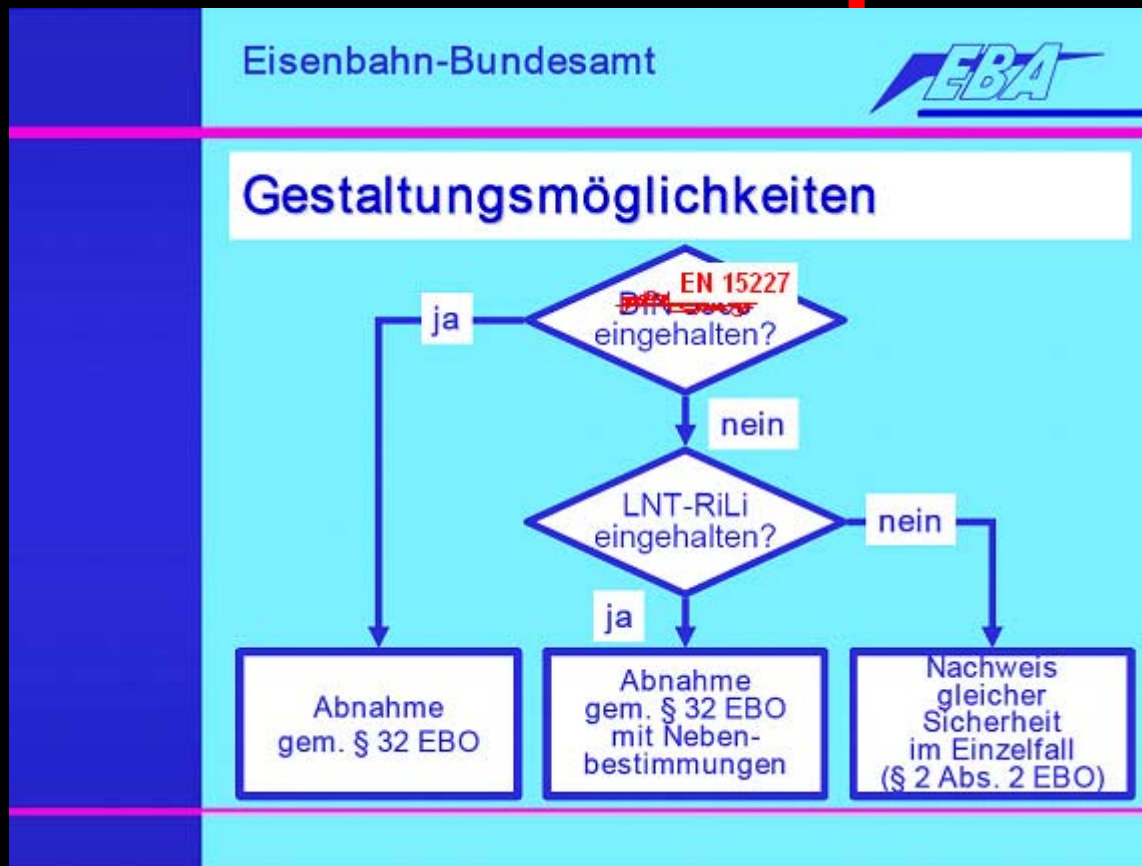 Eisenbahn-Bundesamt
EBA
Gestaltungsmöglichkeiten
EN 15227
eingehalten?
ja
nein
LNT-RiLi
eingehalten?
nein
ja
Abnahme
gem. § 32 EBO
Abnahme
gem. § 32 EBO
mit Neben-
bestimmungen
Nachweis
gleicher
Sicherheit
im Einzelfall
(§ 2 Abs. 2 EBO)